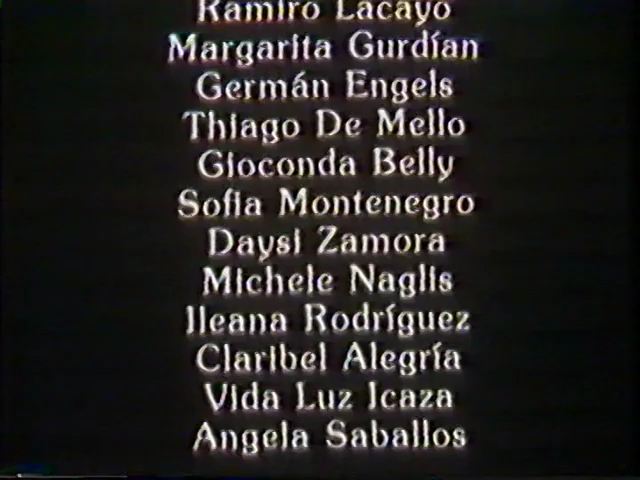 Ramiro Lacayo
Margarita Gurdían
Germán Engels
Thiago De Mello
Gioconda Belly
Sofia Montenegro
Daysi Zamora
Michele Naglis
Ileana Rodríguez
Claribel Alegría
Vida Luz Icaza
Angela Saballos